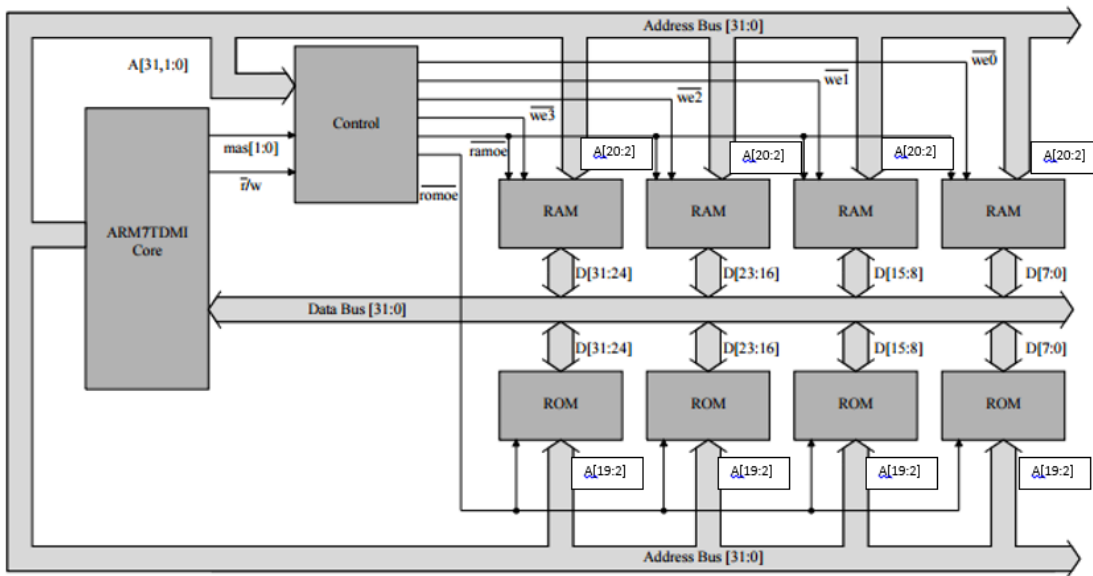 Address Bus [31:0]
A[31,1:0]
we0
we1
we2
we3
Control
mas[1:0]
r/w
ramoe
romoe
A[20:2]
A[20:2]
A[20:2]
A[20:2]
ARM7TDMI
Core
RAM
RAM
RAM
RAM
D[31:24]
D[23:16]
D[15:8]
D[7:0]
Data Bus [31:0]
D[31:24]
D[23:16]
D[15:8]
D[7:0]
ROM
ROM
ROM
ROM
A[19:2]
A[19:2]
A[19:2]
A[19:2]
Address Bus [31:0]